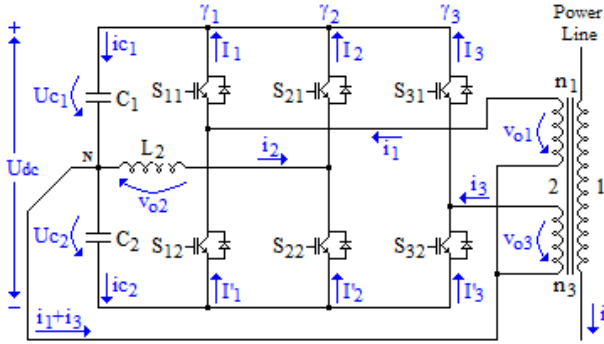 γ1 γ2 γ3 Power Line
+ ic1 I1 I2 I3
n1
Uc1 C1 S11 S21 S31
vo1
i1
Udc N L2 i2
vo2 i3 2 1
Uc2 C2 S12 S22 S32 vo3
ic2 I'1 I'2 I'3 n3
−
i1+i3 i